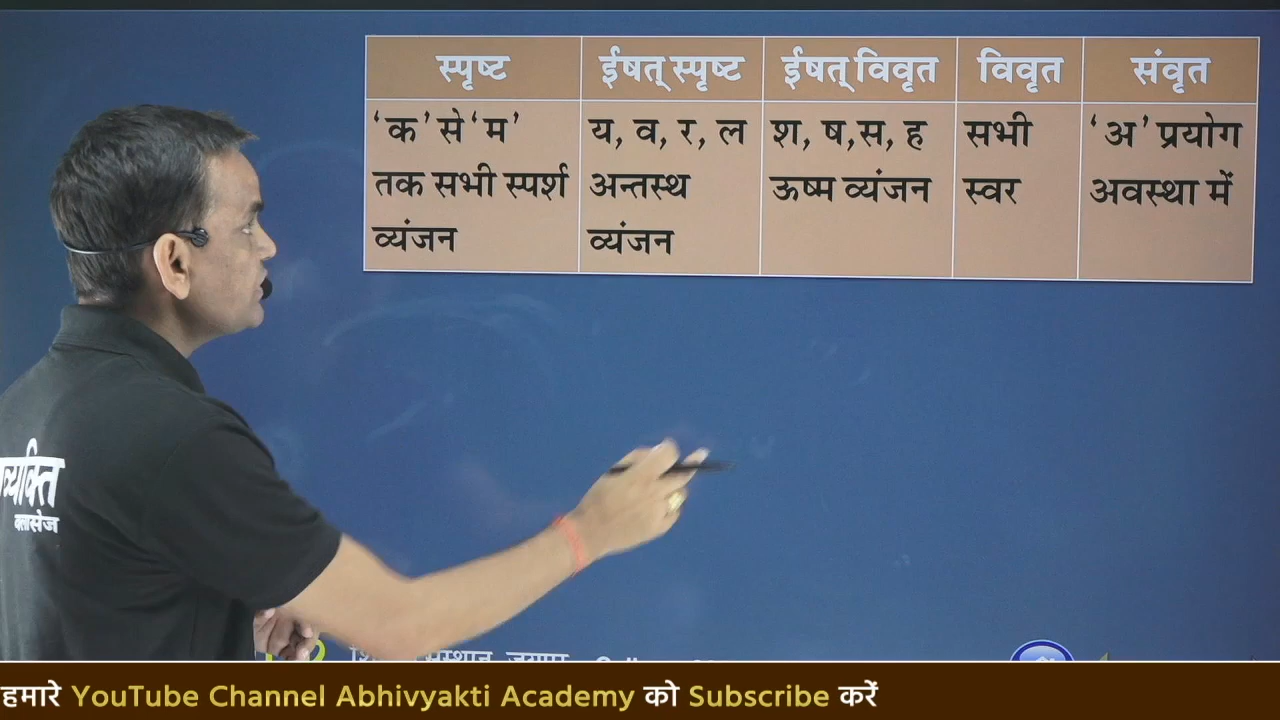 स्पृष्ट ईषत् स्पृष्ट ईषत् विवृत विवृत संवृत
'क' से 'म' तक सभी स्पर्श व्यंजन
य, व, र, ल अन्तस्थ व्यंजन
श, ष,स, ह ऊष्म व्यंजन
सभी स्वर
'अ' प्रयोग अवस्था में
व्यक्ति
क्लासेज
हमारे YouTube Channel Abhivyakti Academy को Subscribe करें